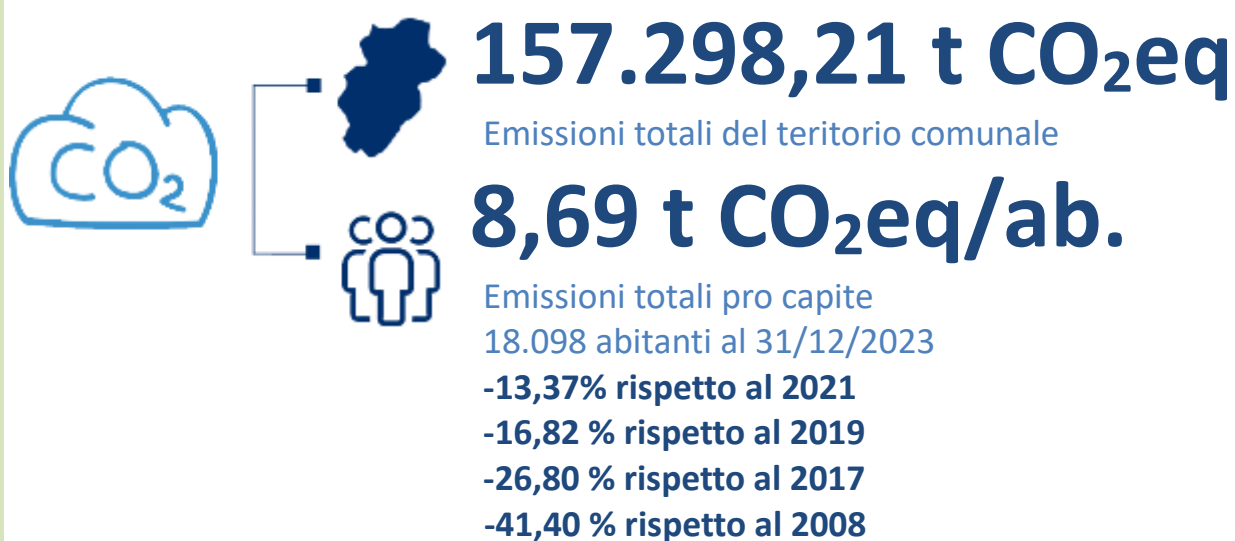 CO2
157.298,21 t CO₂eq
Emissioni totali del teritorio comunale
8,69 t CO₂eq/ab.
Emissioni totali pro capite
18.098 abitanti al 31/12/2023
-13,37% rispetto al 2021
-16,82 % rispetto al 2019
-26,80 % rispetto al 2017
-41,40 % rispetto al 2008